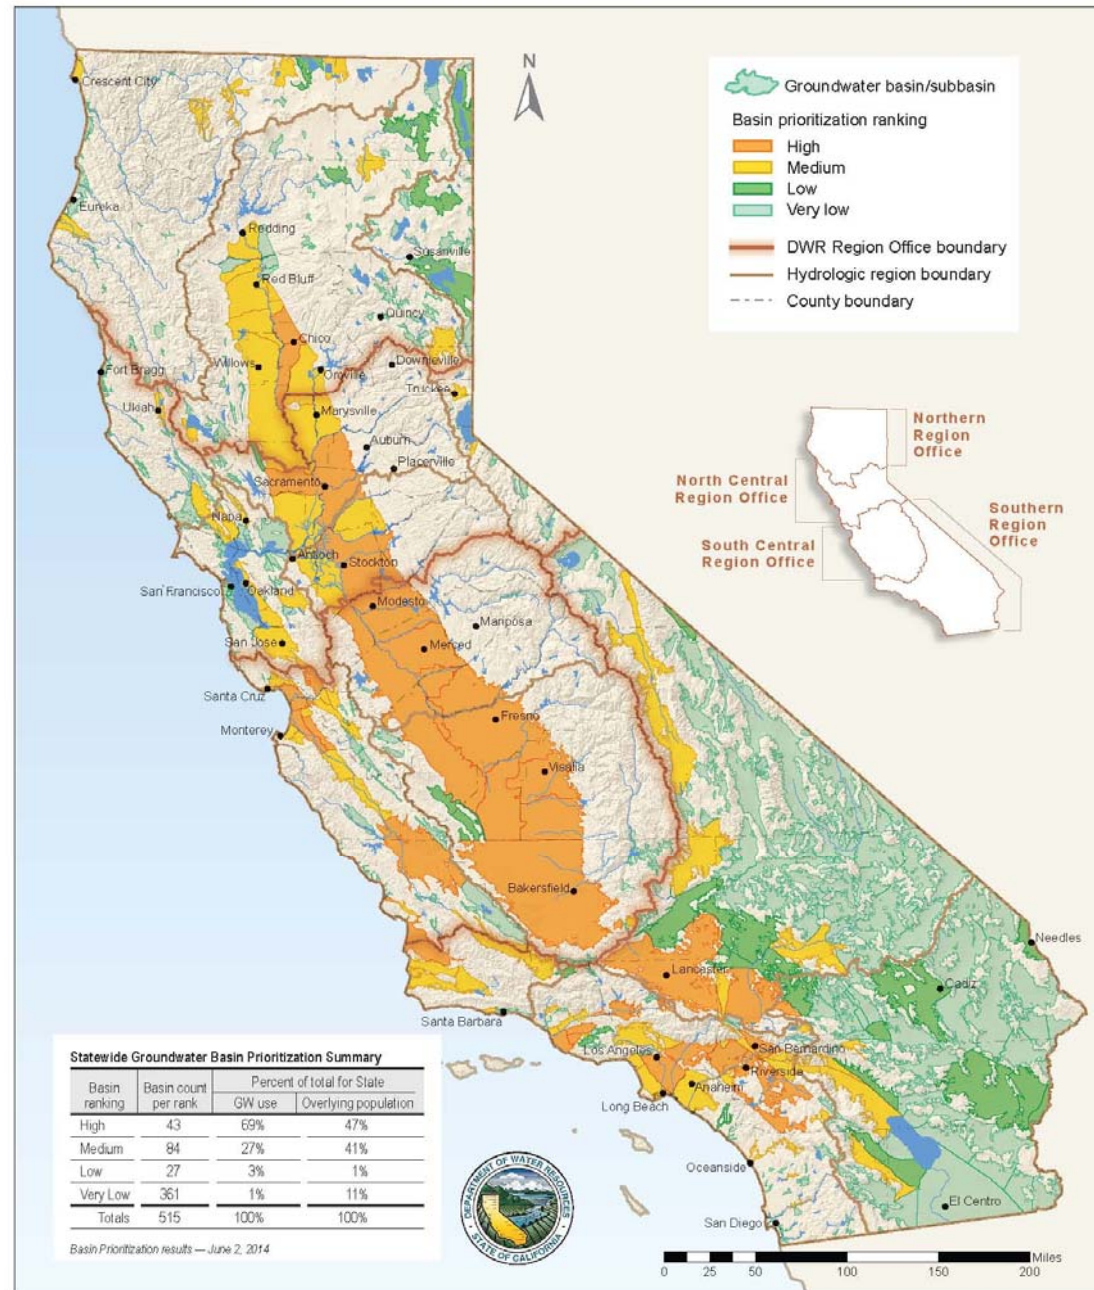 N
Groundwater basin/subbasin
Basin prioritization ranking
High
Medium
Low
Very low
DWR Region Office boundary
Hydrologic region boundary
County boundary
Northern
Region
Office
North Central
Region Office
Southern
Region
Office
South Central
Region Office
Crescent City
Eureka
Redding
Susanville
Red Bluff
Quincy
Chico
Willows
Oroville
Downieville
Fort Bragg
Truckee
Ukiah
Marysville
Auburn
Placerville
Sacramento
Napa
Antioch
Stockton
San Francisco
Oakland
Modesto
Mariposa
San Jose
Merced
Santa Cruz
Fresno
Monterey
Visalia
Bakersfield
Needles
Lancaster
Cadiz
Santa Barbara
Los Angeles
San Bernardino
Riverside
Anaheim
Long Beach
Oceanside
El Centro
San Diego
Statewide Groundwater Basin Prioritization Summary
Basin ranking Basin count per rank Percent of total for State
GW use Overlying population
High 43 69% 47%
Medium 84 27% 41%
Low 27 3% 1%
Very Low 361 1% 11%
Totals 515 100% 100%
Basin Prioritization results — June 2, 2014
DEPARTMENT OF WATER RESOURCES
STATE OF CALIFORNIA
Miles
0 25 50 100 150 200